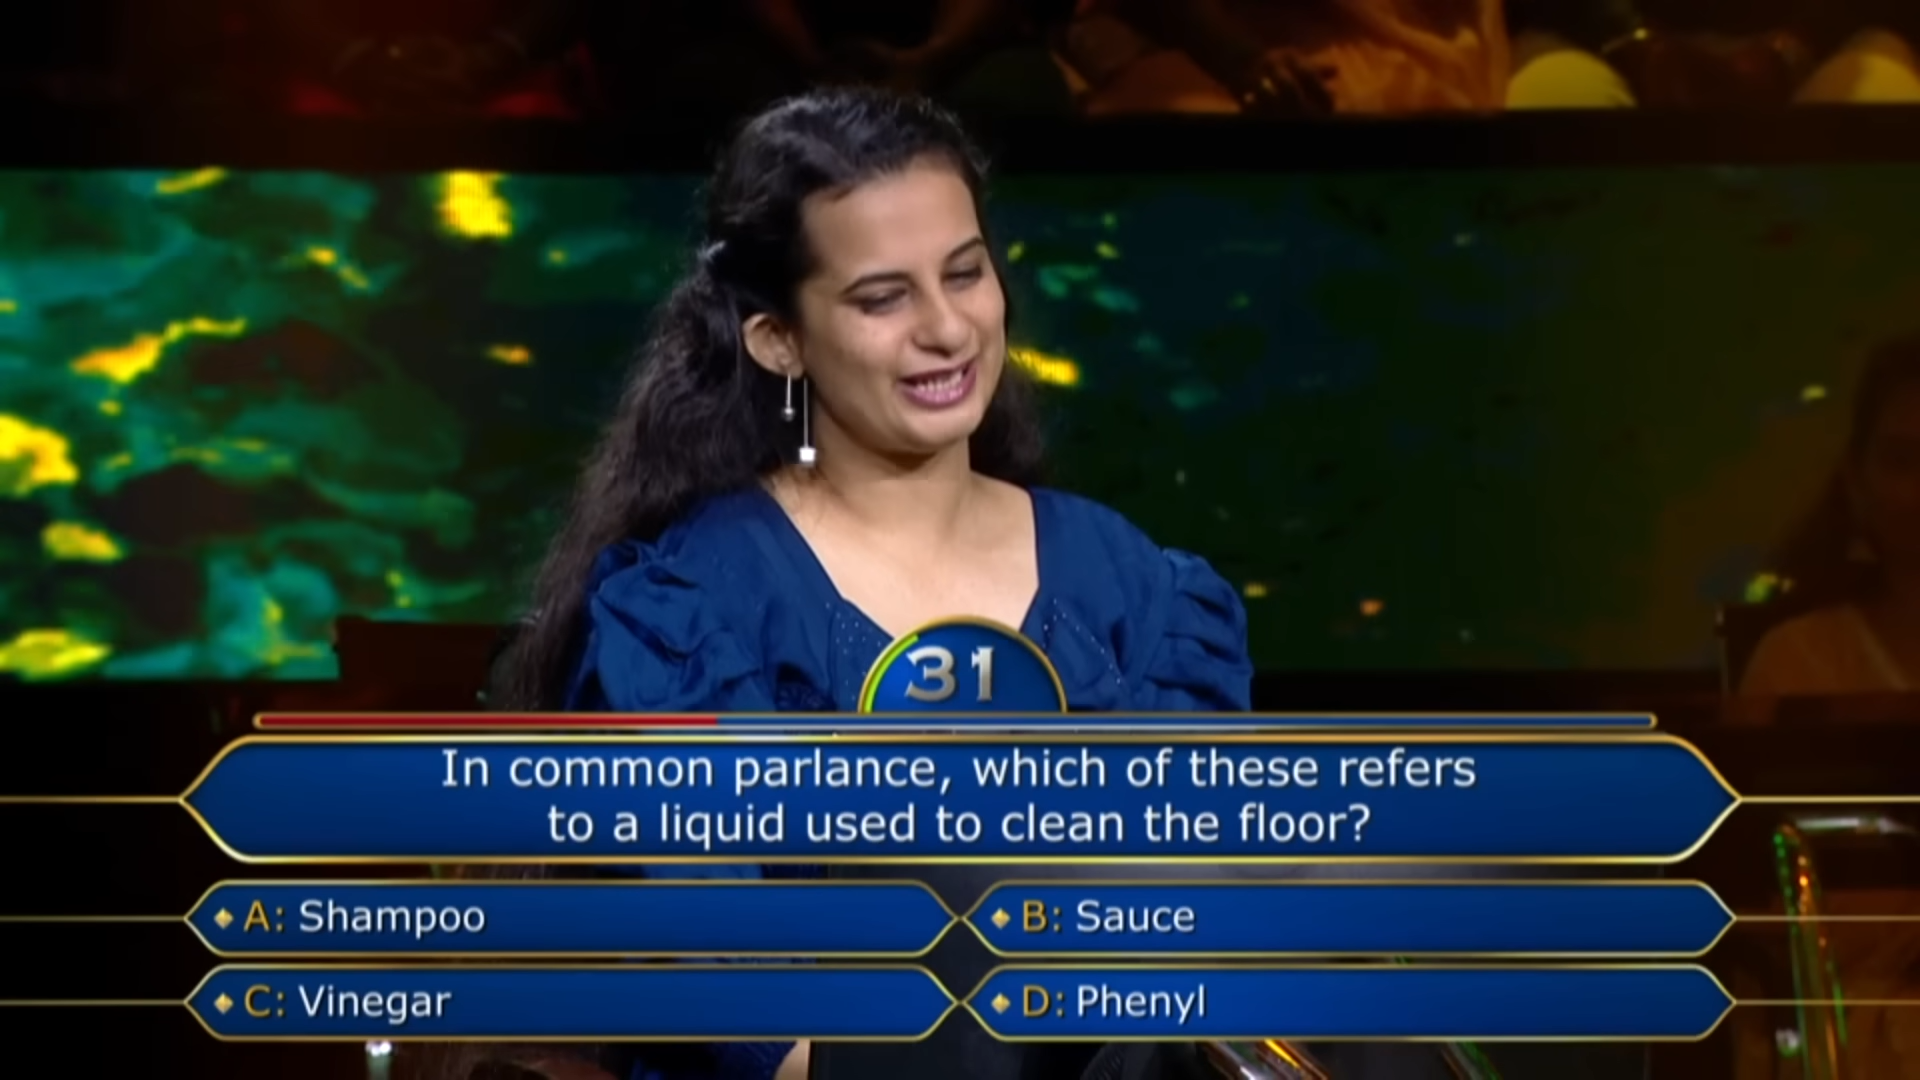 31
In common parlance, which of these refers
to a liquid used to clean the floor?
A: Shampoo
B: Sauce
C: Vinegar
D: Phenyl